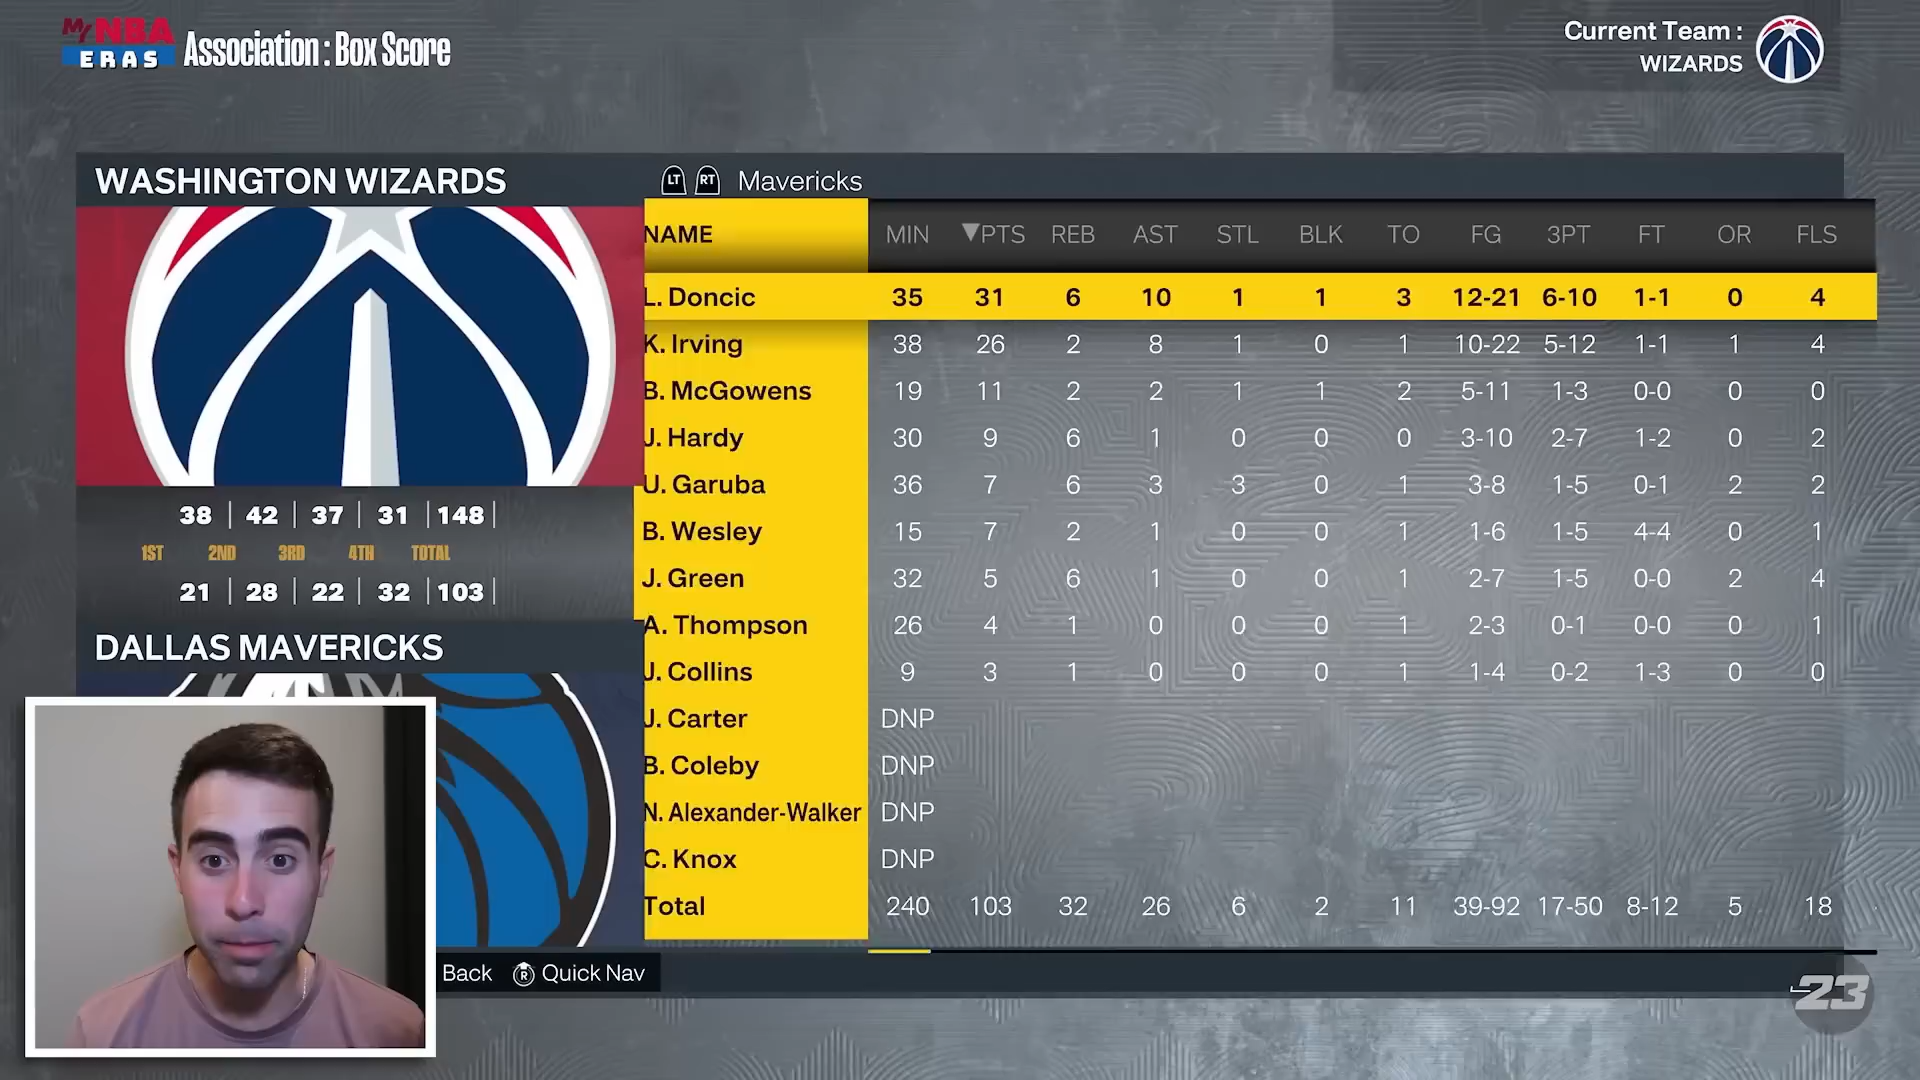 My NBA
ERAS
Association : Box Score
Current Team :
WIZARDS
WASHINGTON WIZARDS
38 | 42 | 37 | 31 | 148 |
1ST 2ND 3RD 4TH TOTAL
21 | 28 | 22 | 32 | 103 |
DALLAS MAVERICKS
LT RT Mavericks
NAME MIN ▼PTS REB AST STL BLK TO FG 3PT FT OR FLS
L. Doncic 35 31 6 10 1 1 3 12-21 6-10 1-1 0 4
K. Irving 38 26 2 8 1 0 1 10-22 5-12 1-1 1 4
B. McGowens 19 11 2 2 1 1 2 5-11 1-3 0-0 0 0
J. Hardy 30 9 6 1 0 0 0 3-10 2-7 1-2 0 2
U. Garuba 36 7 6 3 3 0 1 3-8 1-5 0-1 2 2
B. Wesley 15 7 2 1 0 0 1 1-6 1-5 4-4 0 1
J. Green 32 5 6 1 0 0 1 2-7 1-5 0-0 2 4
A. Thompson 26 4 1 0 0 0 1 2-3 0-1 0-0 0 1
J. Collins 9 3 1 0 0 0 1 1-4 0-2 1-3 0 0
J. Carter DNP
B. Coleby DNP
N. Alexander-Walker DNP
C. Knox DNP
Total 240 103 32 26 6 2 11 39-92 17-50 8-12 5 18
Back R Quick Nav
23